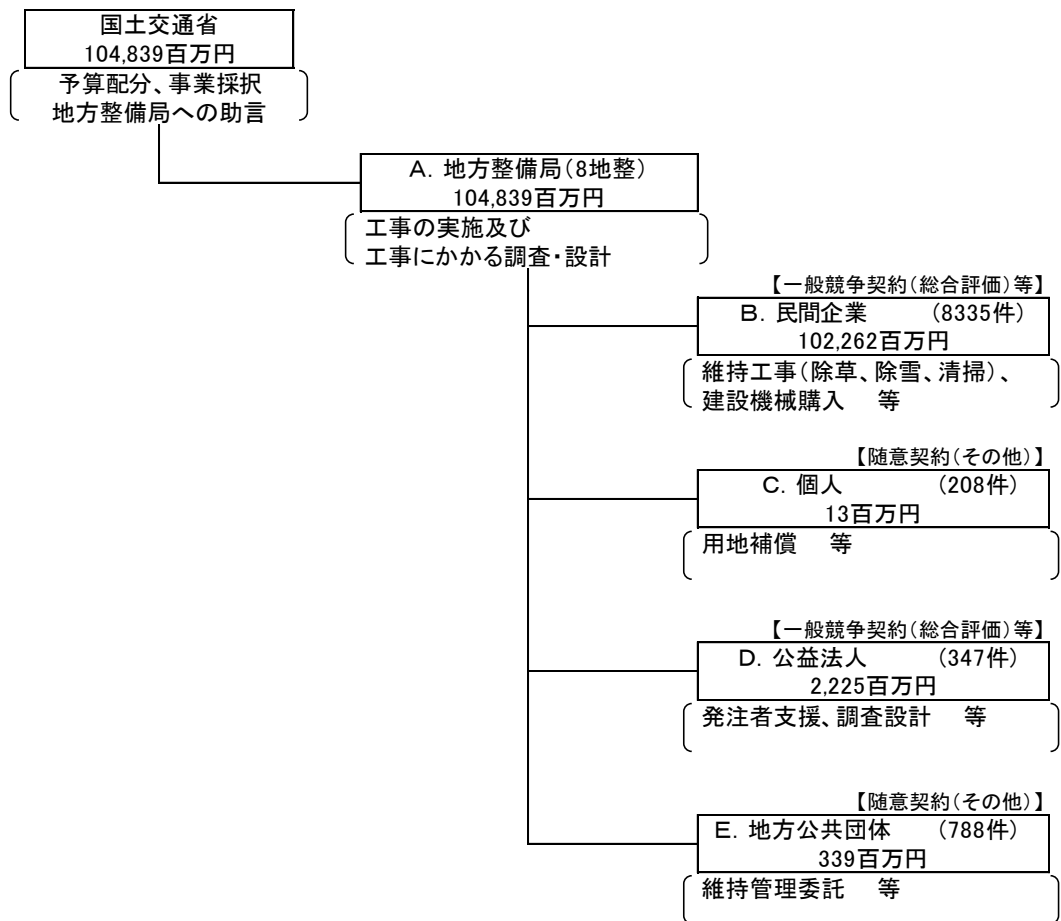 国土交通省
104,839百万円
予算配分、事業採択
地方整備局への助言
A. 地方整備局(8地整)
104,839百万円
工事の実施及び
工事にかかる調査・設計
【一般競争契約(総合評価)等】
B. 民間企業 (8335件)
102,262百万円
維持工事(除草、除雪、清掃)、
建設機械購入 等
【随意契約(その他)】
C. 個人 (208件)
13百万円
用地補償 等
【一般競争契約(総合評価)等】
D. 公益法人 (347件)
2,225百万円
発注者支援、調査設計 等
【随意契約(その他)】
E. 地方公共団体 (788件)
339百万円
維持管理委託 等